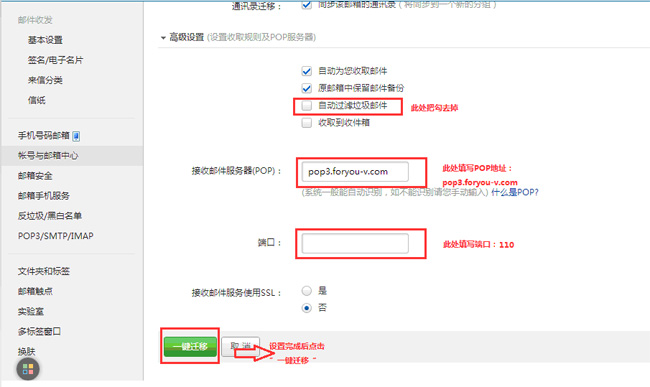 通讯录迁移： 同步该邮箱的通讯录（将同步到一个新的分组）
邮件收发
基本设置
签名/电子名片
来信分类
信纸
手机号码邮箱
帐号与邮箱中心
邮箱安全
邮箱手机服务
反垃圾/黑白名单
POP3/SMTP/IMAP
文件夹和标签
邮箱触点
实验室
多标签窗口
换肤
高级设置 (设置收取规则及POP服务器)
自动为您收取邮件
原邮箱中保留邮件备份
自动过滤垃圾邮件 此处把勾去掉
收取到收件箱
接收邮件服务器(POP)： pop3.foryou-v.com
此处填写POP地址：
pop3.foryou-v.com
(系统一般能自动识别，如不能识别请您手动输入) 什么是POP?
端口： 此处填写端口：110
接收邮件服务使用SSL： 是
否
一键迁移 取 消
设置完成后点击
“ 一键迁移 ”